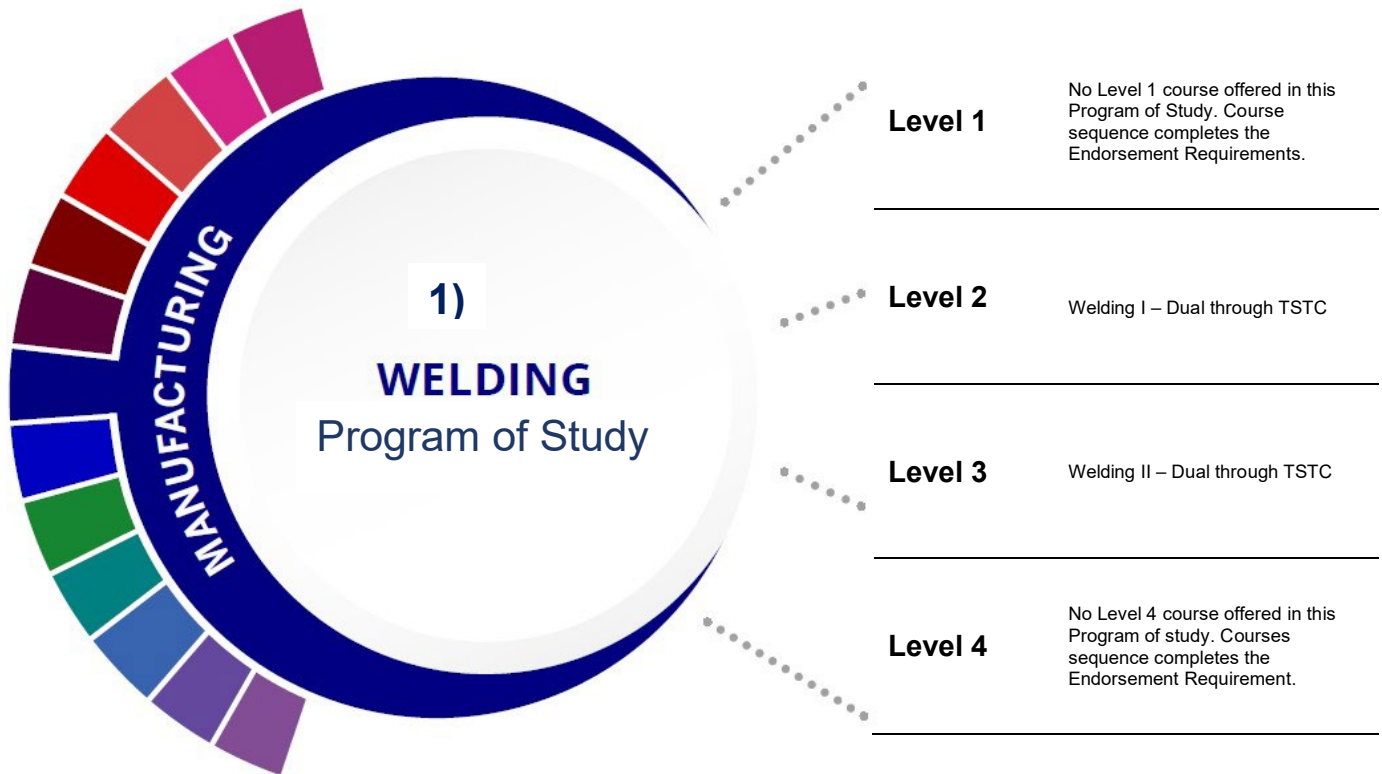 MANUFACTURING
1)
WELDING
Program of Study
Level 1
No Level 1 course offered in this
Program of Study. Course
sequence completes the
Endorsement Requirements.
Level 2
Welding I – Dual through TSTC
Level 3
Welding II – Dual through TSTC
Level 4
No Level 4 course offered in this
Program of study. Courses
sequence completes the
Endorsement Requirement.